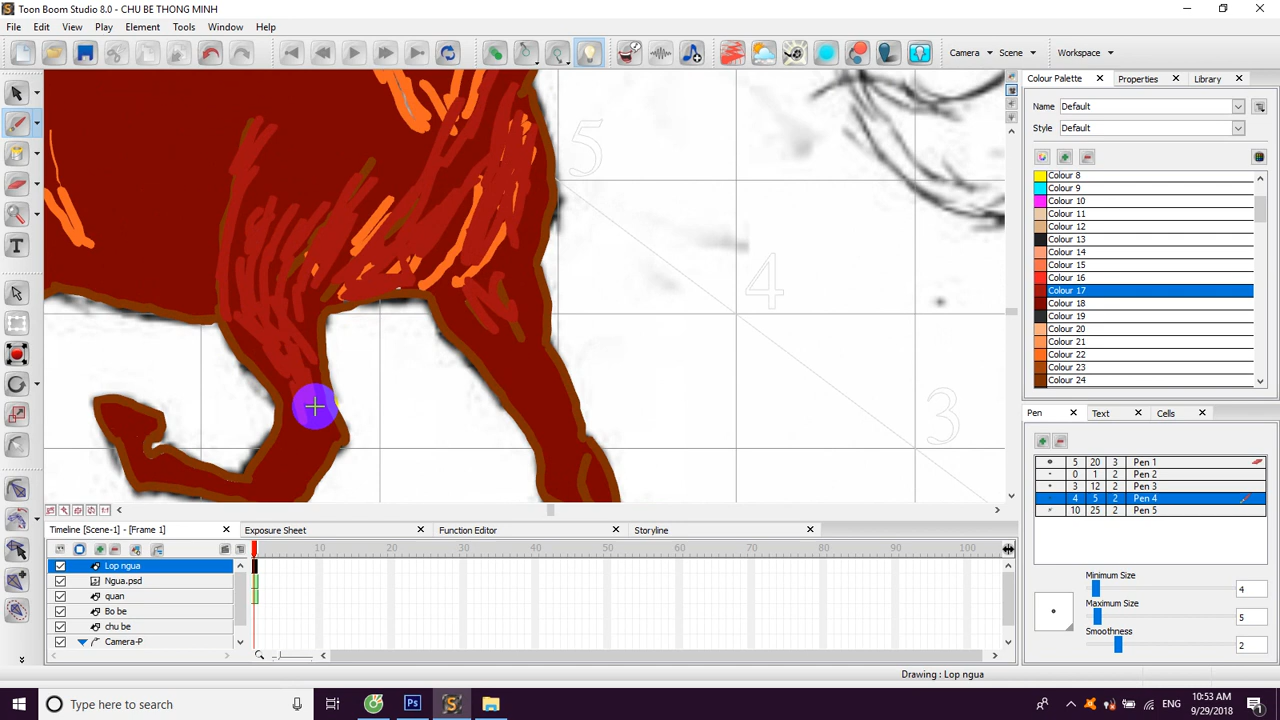 Toon Boom Studio 8.0 - CHU BE THONG MINH
File Edit View Play Element Tools Window Help
Camera Scene Workspace
Colour Palette Properties Library
Name Default
Style Default
Colour 8
Colour 9
Colour 10
Colour 11
Colour 12
Colour 13
Colour 14
Colour 15
Colour 16
Colour 17
Colour 18
Colour 19
Colour 20
Colour 21
Colour 22
Colour 23
Colour 24
5
4
3
Pen Text Cells
5 20 3 Pen 1
0 1 2 Pen 2
3 12 2 Pen 3
4 5 2 Pen 4
10 25 2 Pen 5
Minimum Size
4
Maximum Size
5
Smoothness
2
Timeline [Scene-1] - [Frame 1] Exposure Sheet Function Editor Storyline
10 20 30 40 50 60 70 80 90 100
Lop ngua
Ngua.psd
quan
Bo be
chu be
Camera-P
Drawing : Lop ngua
Type here to search
ENG
10:53 AM
9/29/2018